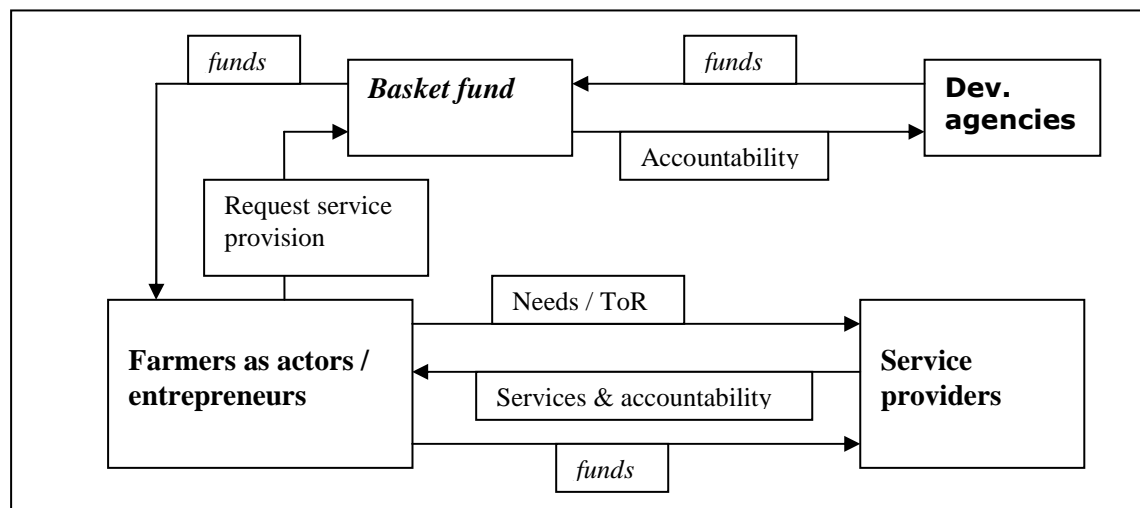 funds
funds
Basket fund
Dev.
agencies
Accountability
Request service
provision
Needs / ToR
Farmers as actors /
entrepreneurs
Service
providers
Services & accountability
funds